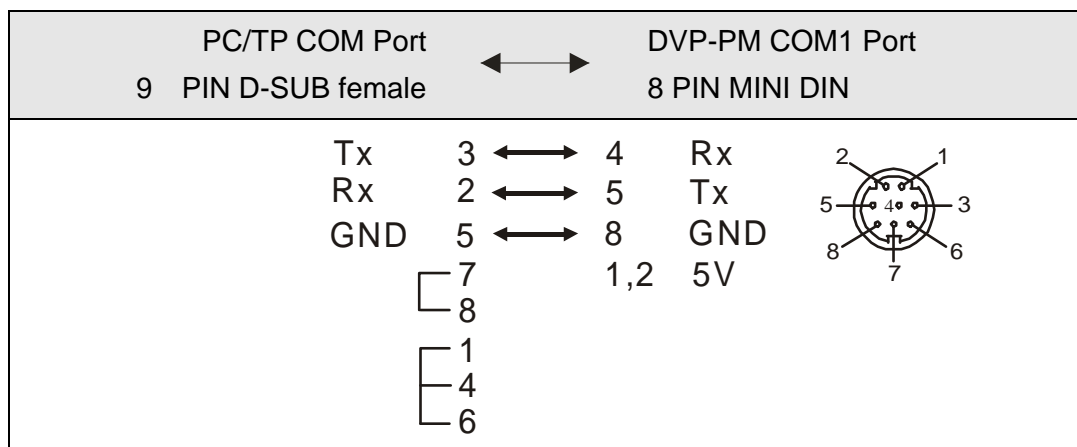 PC/TP COM Port DVP-PM COM1 Port
9 PIN D-SUB female 8 PIN MINI DIN
Tx 3 4 Rx
Rx 2 5 Tx
GND 5 8 GND
7 1,2 5V
8
1
4
6
2 1
5 4 3
8 6
7